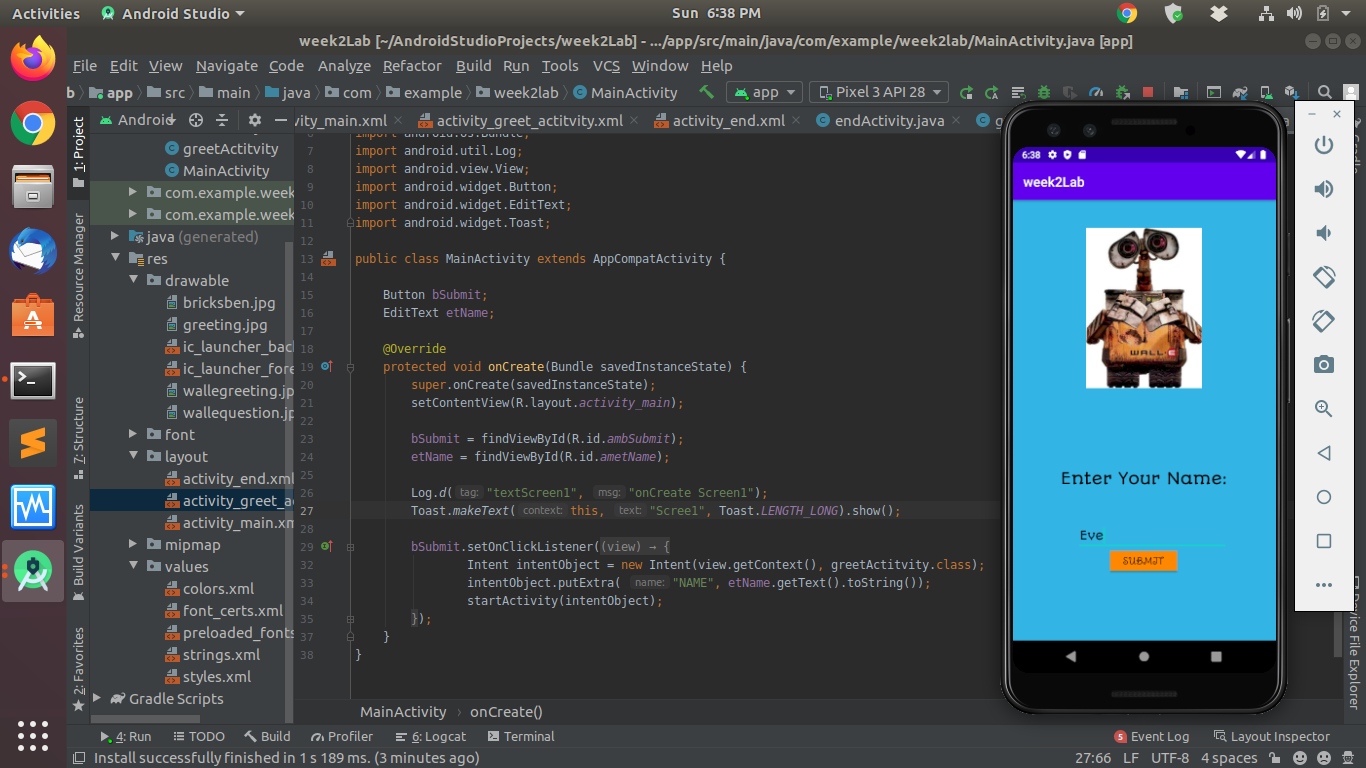 Activities
Android Studio
Sun 6:38 PM
week2Lab [~/AndroidStudioProjects/week2Lab] - .../app/src/main/java/com/example/week2lab/MainActivity.java [app]
File Edit View Navigate Code Analyze Refactor Build Run Tools VCS Window Help
b app src main java com example week2lab MainActivity app Pixel 3 API 28
Android
vity_main.xml activity_greet_actitvity.xml activity_end.xml endActivity.java g
1: Project
Resource Manager
7: Structure
Build Variants
2: Favorites
greetActitvity
MainActivity
com.example.week
com.example.week
java (generated)
res
drawable
bricksben.jpg
greeting.jpg
ic_launcher_bac
ic_launcher_fore
wallegreeting.jp
wallequestion.jp
font
layout
activity_end.xml
activity_greet_a
activity_main.xm
mipmap
values
colors.xml
font_certs.xml
preloaded_fonts
strings.xml
styles.xml
Gradle Scripts
6 import android.os.Bundle;
7 import android.util.Log;
8 import android.view.View;
9 import android.widget.Button;
10 import android.widget.EditText;
11 import android.widget.Toast;
12
13 public class MainActivity extends AppCompatActivity {
14
15 Button bSubmit;
16 EditText etName;
17
18 @Override
19 protected void onCreate(Bundle savedInstanceState) {
20 super.onCreate(savedInstanceState);
21 setContentView(R.layout.activity_main);
22
23 bSubmit = findViewById(R.id.ambSubmit);
24 etName = findViewById(R.id.ametName);
25
26 Log.d( tag: "textScreen1", msg: "onCreate Screen1");
27 Toast.makeText( context: this, text: "Scree1", Toast.LENGTH_LONG).show();
28
29 bSubmit.setOnClickListener((view) → {
32 Intent intentObject = new Intent(view.getContext(), greetActitvity.class);
33 intentObject.putExtra( name: "NAME", etName.getText().toString());
34 startActivity(intentObject);
35 });
37 }
38 }
MainActivity › onCreate()
6:38
week2Lab
WALL·E
Enter Your Name:
Eve
SUBMIT
Device File Explorer
4: Run TODO Build Profiler 6: Logcat Terminal
5 Event Log Layout Inspector
Install successfully finished in 1 s 189 ms. (3 minutes ago)
27:66 LF UTF-8 4 spaces